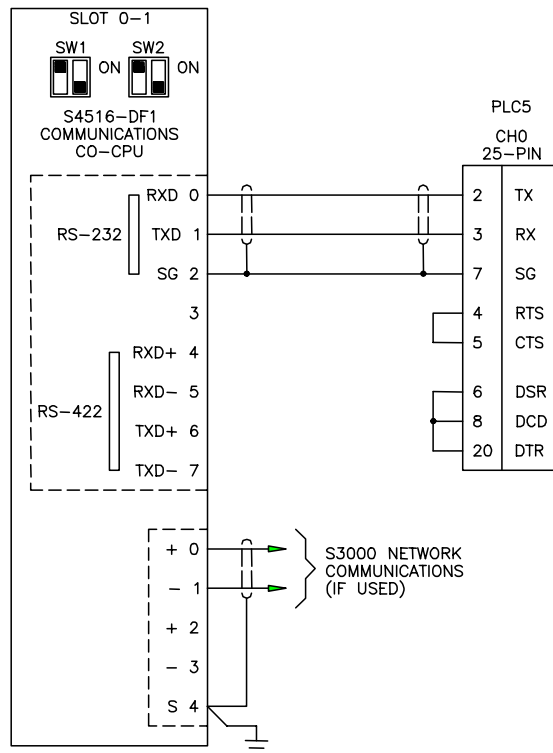 SLOT 0-1
SW1 SW2
ON ON
S4516-DF1
COMMUNICATIONS
CO-CPU
RS-232
RXD 0
TXD 1
SG 2
3
RS-422
RXD+ 4
RXD- 5
TXD+ 6
TXD- 7
+ 0
- 1
+ 2
- 3
S 4
S3000 NETWORK
COMMUNICATIONS
(IF USED)
PLC5
CH0
25-PIN
2 TX
3 RX
7 SG
4 RTS
5 CTS
6 DSR
8 DCD
20 DTR